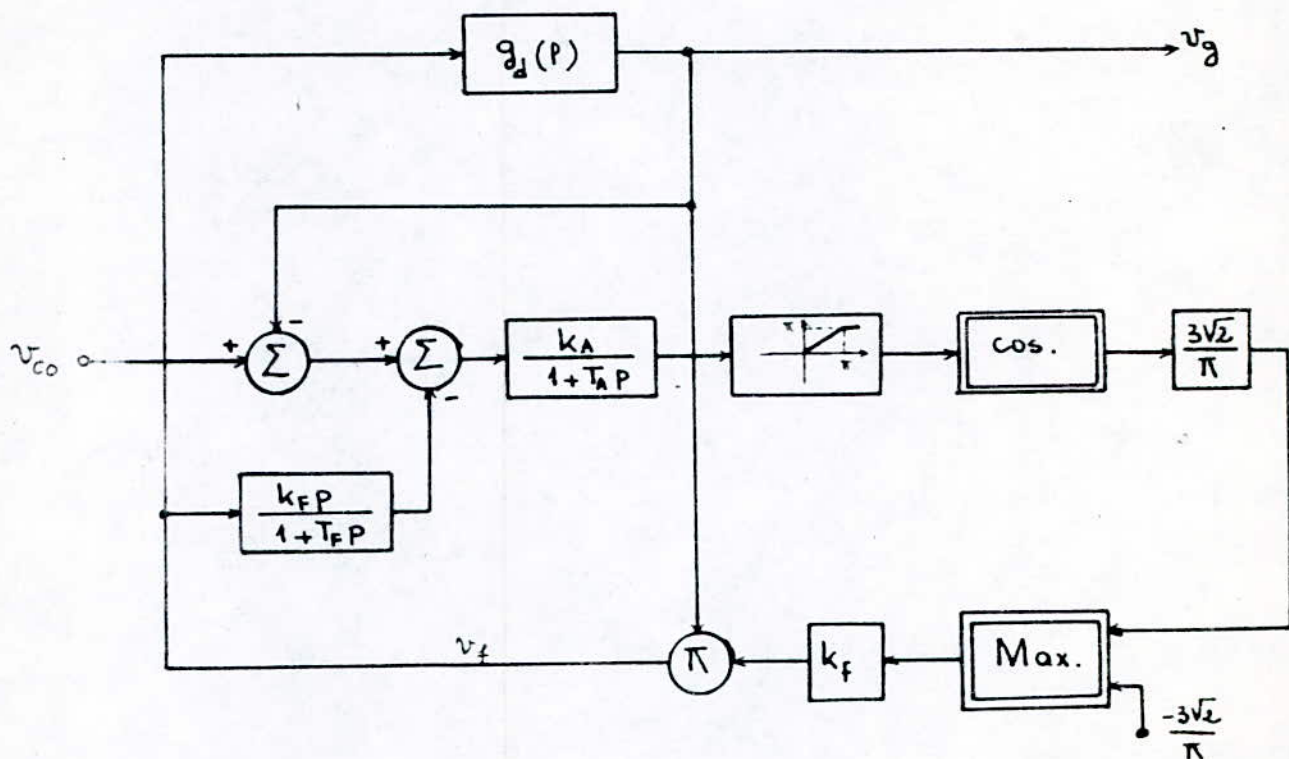 g_d(P)
v_g
-
v_co
+
Σ
+
Σ
-
k_A
1+T_A P
π
π
cos.
3√2
π
k_F P
1+T_F P
v_f
π
k_f
Max.
-3√2
π